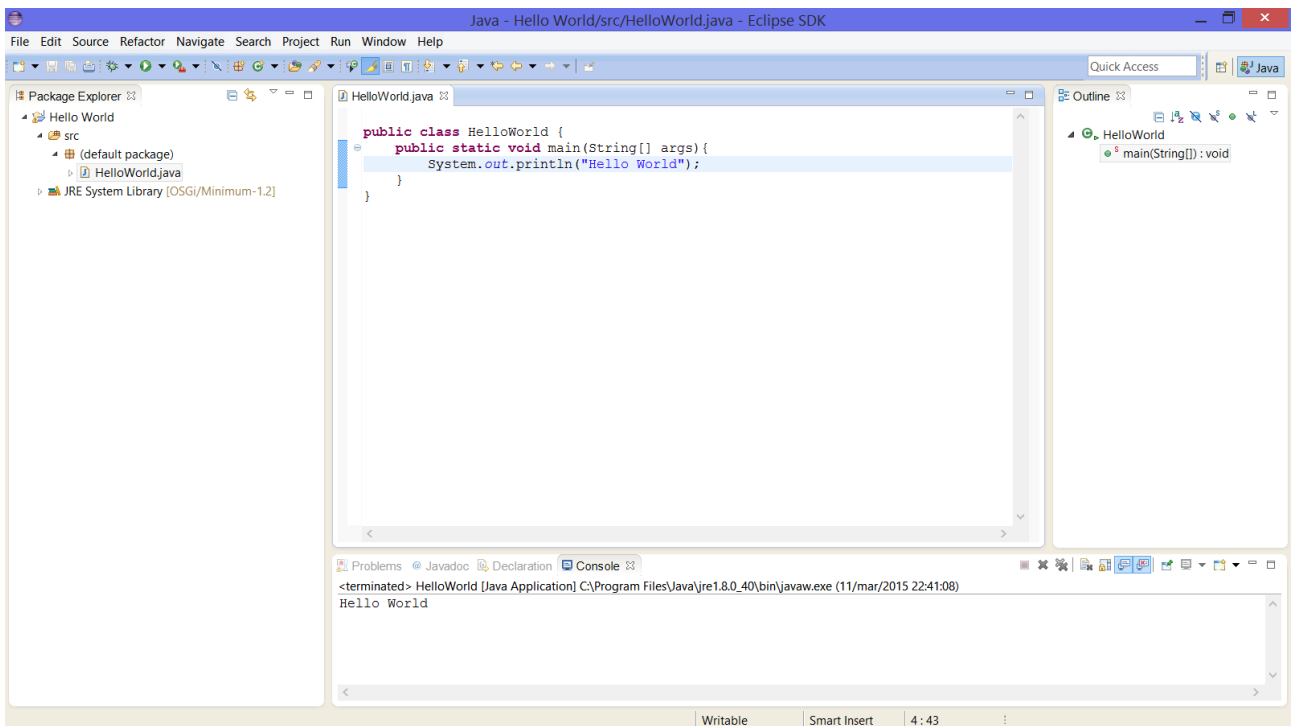 Java - Hello World/src/HelloWorld.java - Eclipse SDK
File Edit Source Refactor Navigate Search Project Run Window Help
Quick Access
Java
Package Explorer
Hello World
src
(default package)
HelloWorld.java
JRE System Library [OSGi/Minimum-1.2]
HelloWorld.java
public class HelloWorld {
public static void main(String[] args){
System.out.println("Hello World");
}
}
Outline
HelloWorld
main(String[]) : void
Problems @ Javadoc Declaration Console
<terminated> HelloWorld [Java Application] C:\Program Files\Java\jre1.8.0_40\bin\javaw.exe (11/mar/2015 22:41:08)
Hello World
Writable Smart Insert 4 : 43